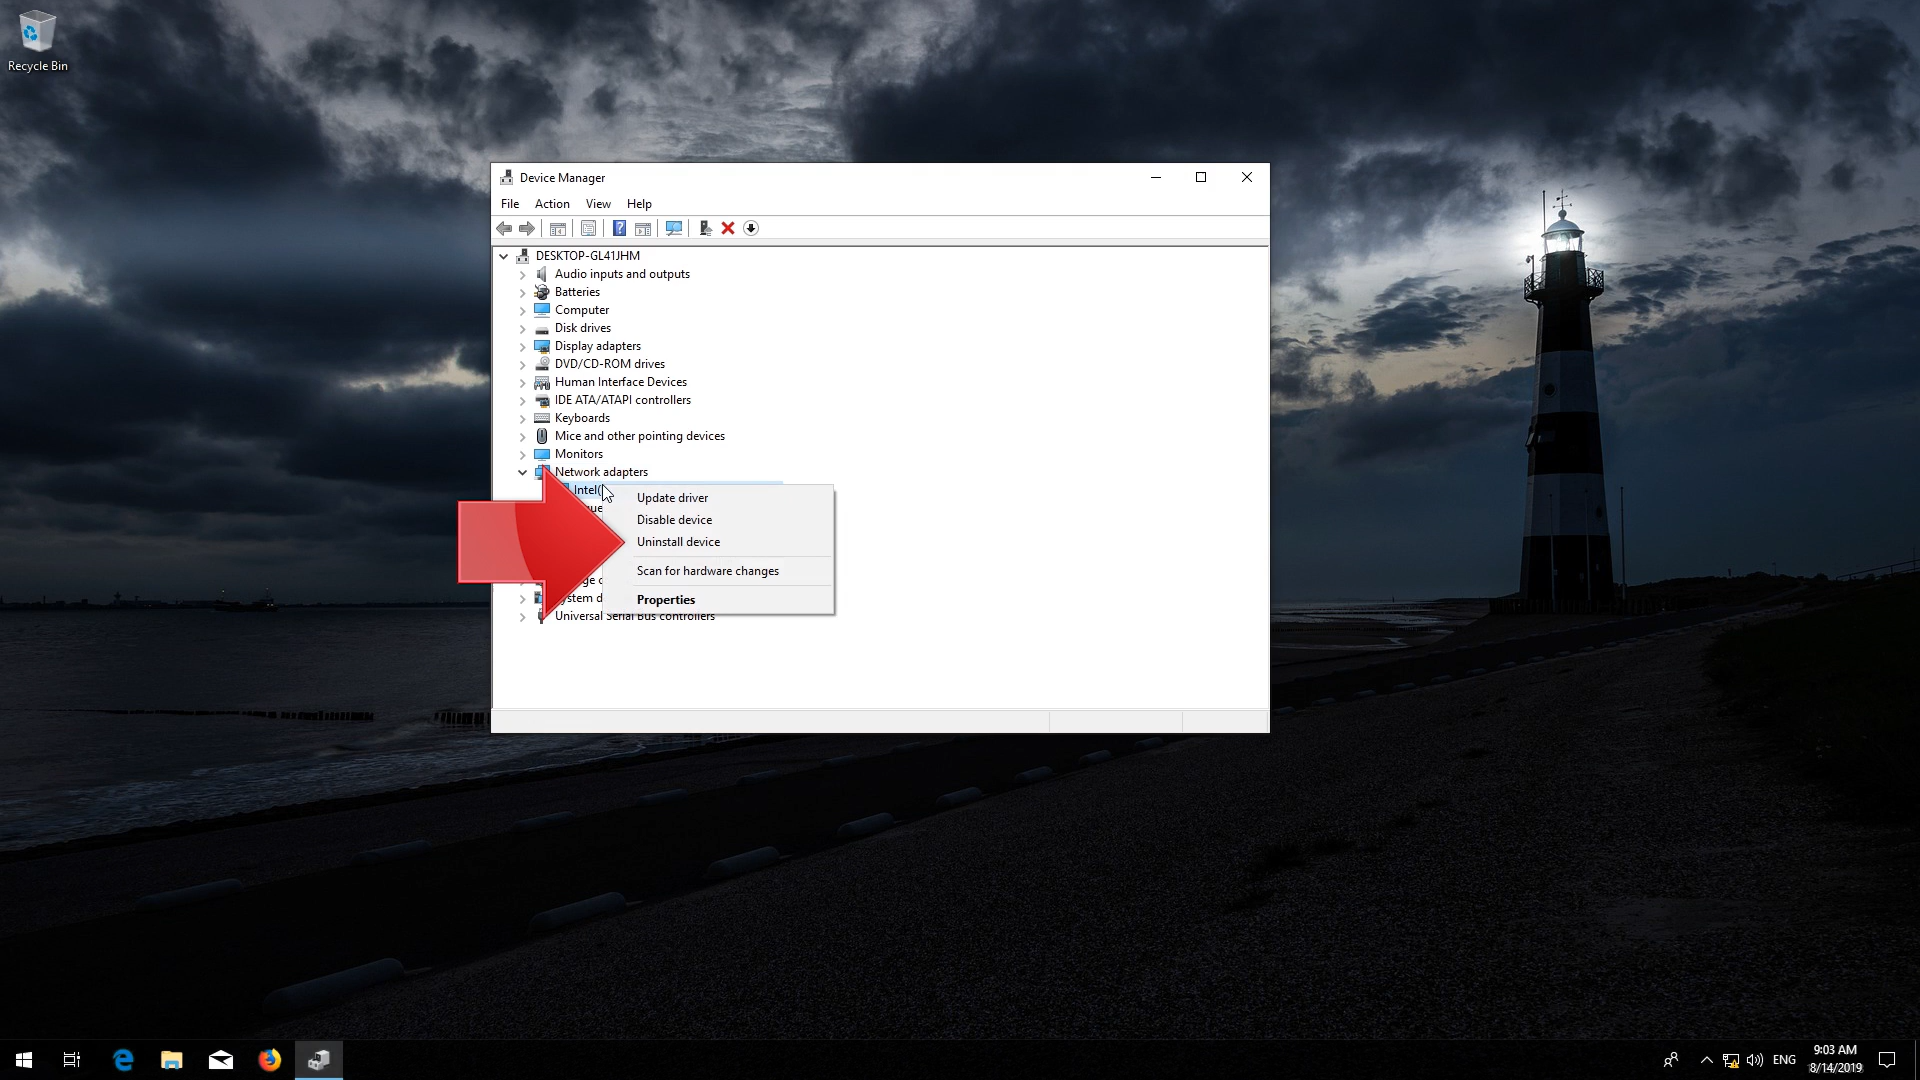 Recycle Bin
Device Manager
File Action View Help
DESKTOP-GL41JHM
Audio inputs and outputs
Batteries
Computer
Disk drives
Display adapters
DVD/CD-ROM drives
Human Interface Devices
IDE ATA/ATAPI controllers
Keyboards
Mice and other pointing devices
Monitors
Network adapters
Intel(
Update driver
Disable device
Uninstall device
Scan for hardware changes
Properties
Universal Serial Bus controllers
ENG
9:03 AM
8/14/2019